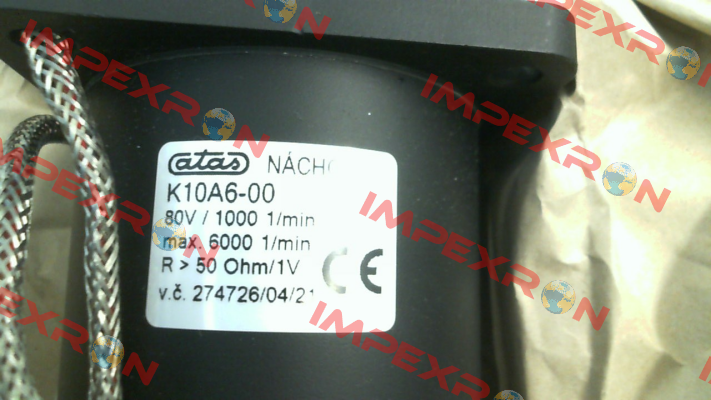 atas NÁCHO
K10A6-00
80V / 1000 1/min
max. 6000 1/min
R > 50 Ohm/1V
CE
v.č. 274726/04/21
IMPEXRON
IMPEXRON
IMPEXRON
IMPEXRON
IMPEXRON
IMPEXRON